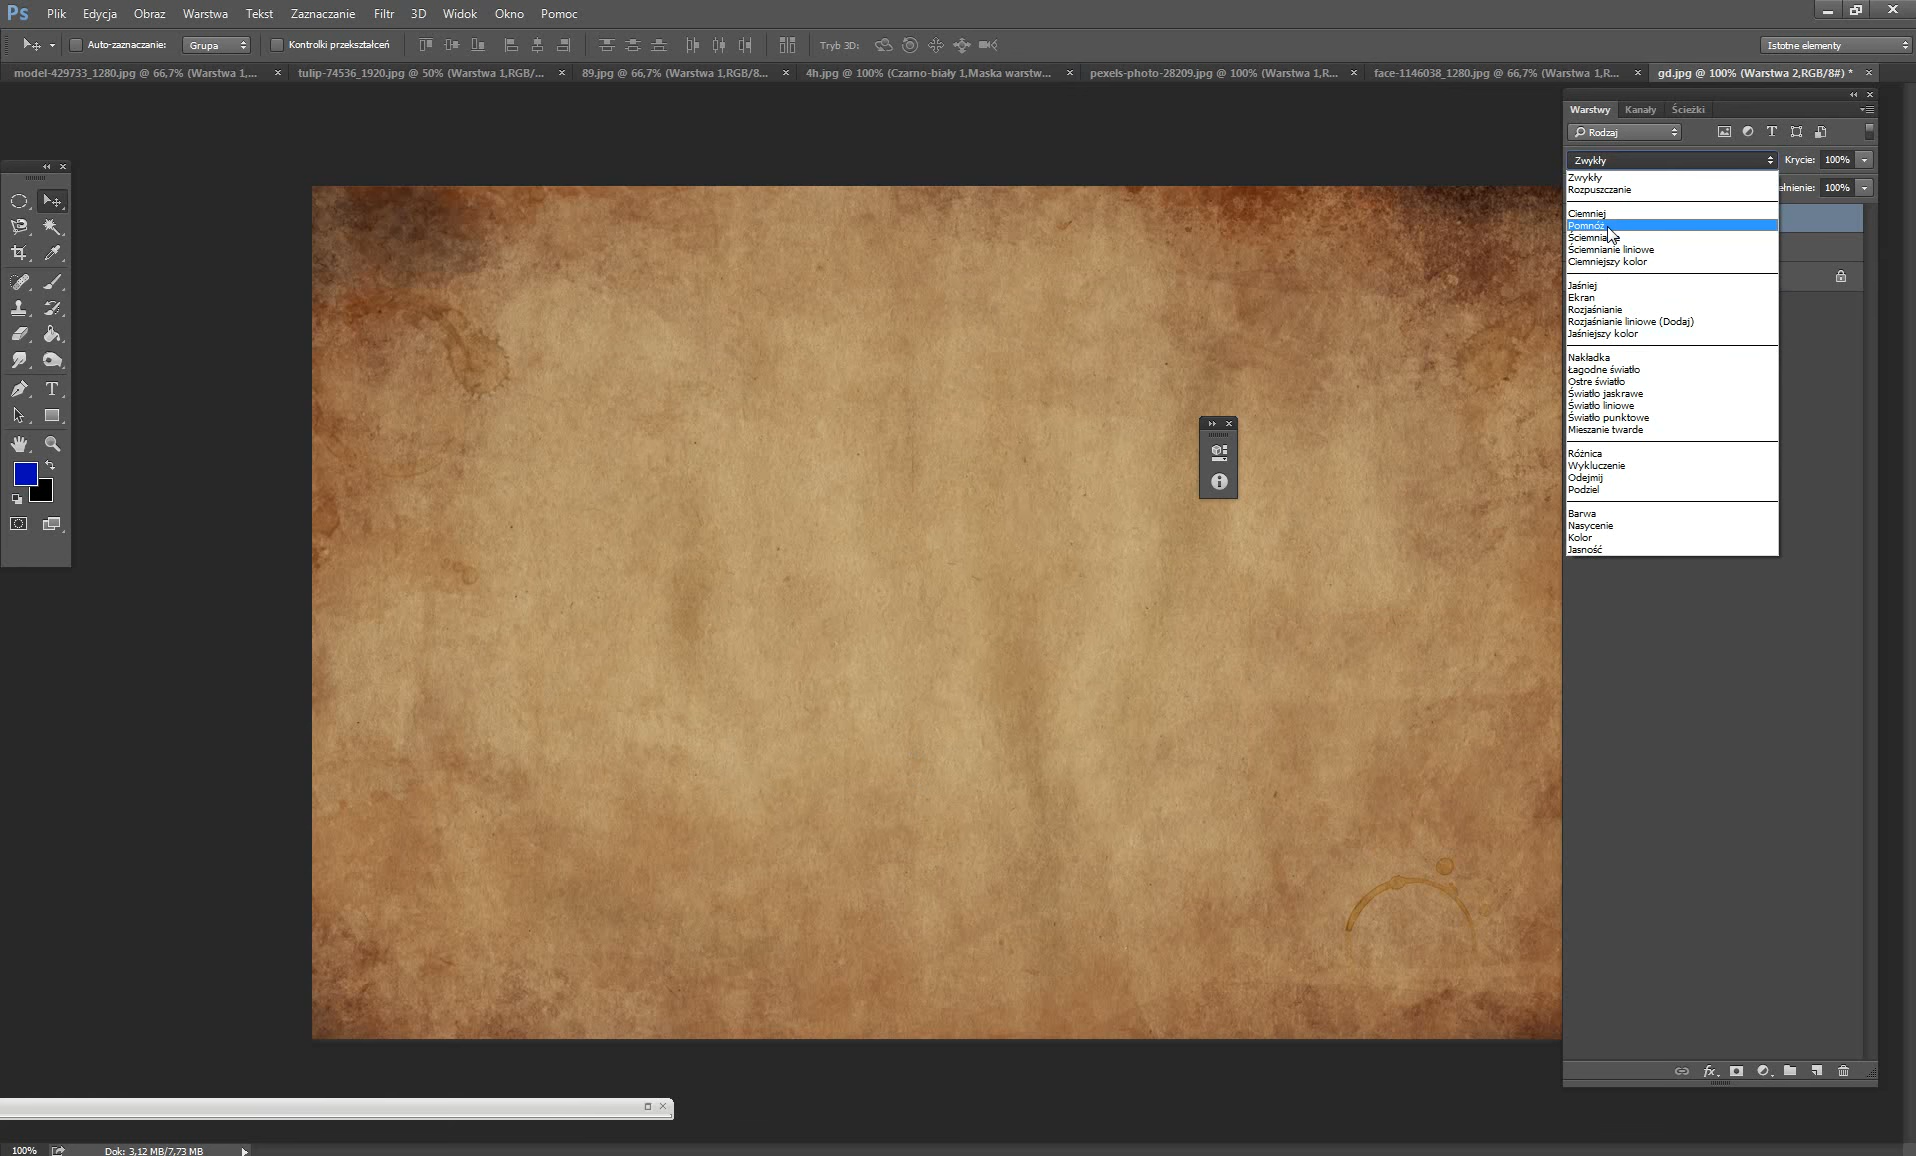 Ps Plik Edycja Obraz Warstwa Tekst Zaznaczanie Filtr 3D Widok Okno Pomoc
Auto-zaznaczanie: Grupa Kontrolki przekształceń Tryb 3D: Istotne elementy
model-429733_1280.jpg @ 66,7% (Warstwa 1,... tulip-74536_1920.jpg @ 50% (Warstwa 1,RGB/... 89.jpg @ 66,7% (Warstwa 1,RGB/8... 4h.jpg @ 100% (Czarno-biały 1,Maska warstw... pexels-photo-28209.jpg @ 100% (Warstwa 1,R... face-1146038_1280.jpg @ 66,7% (Warstwa 1,R... gd.jpg @ 100% (Warstwa 2,RGB/8#) *
Warstwy Kanały Ścieżki
Rodzaj
Zwykły Krycie: 100%
Zwykły
ełnienie: 100%
Rozpuszczanie
Ciemniej
Pomnóż
Ściemnianie
Ściemnianie liniowe
Ciemniejszy kolor
Jaśniej
Ekran
Rozjaśnianie
Rozjaśnianie liniowe (Dodaj)
Jaśniejszy kolor
Nakładka
Łagodne światło
Ostre światło
Światło jaskrawe
Światło liniowe
Światło punktowe
Mieszanie twarde
Różnica
Wykluczenie
Odejmij
Podziel
Barwa
Nasycenie
Kolor
Jasność
fx
100% Dok: 3,12 MB/7,73 MB